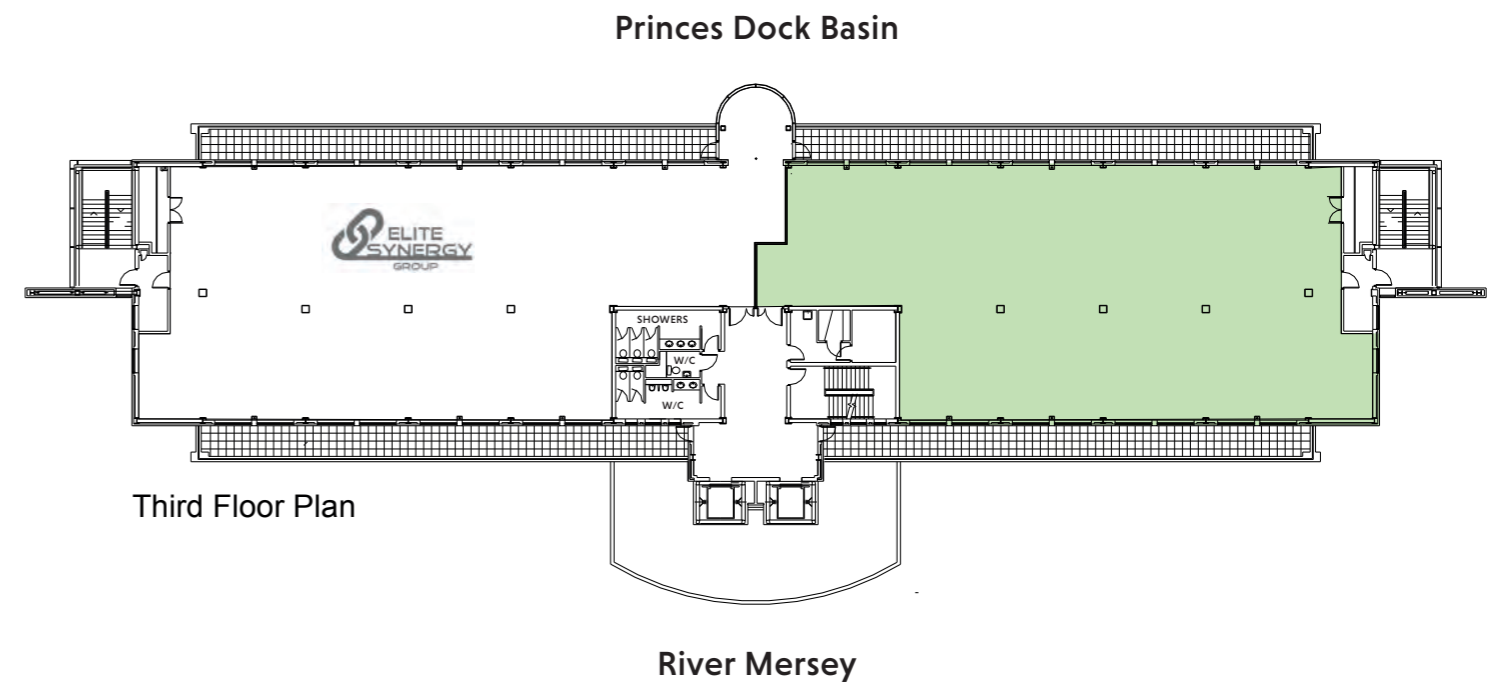 Princes Dock Basin
ELITE
SYNERGY
GROUP
SHOWERS
W/C
W/C
Third Floor Plan
River Mersey